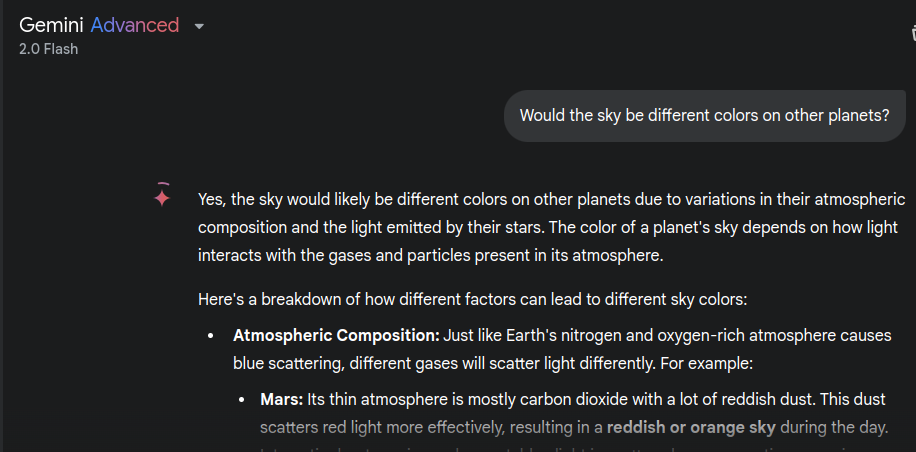 Gemini Advanced
2.0 Flash
Would the sky be different colors on other planets?
Yes, the sky would likely be different colors on other planets due to variations in their atmospheric
composition and the light emitted by their stars. The color of a planet's sky depends on how light
interacts with the gases and particles present in its atmosphere.
Here's a breakdown of how different factors can lead to different sky colors:
• Atmospheric Composition: Just like Earth's nitrogen and oxygen-rich atmosphere causes
blue scattering, different gases will scatter light differently. For example:
• Mars: Its thin atmosphere is mostly carbon dioxide with a lot of reddish dust. This dust
scatters red light more effectively, resulting in a reddish or orange sky during the day.